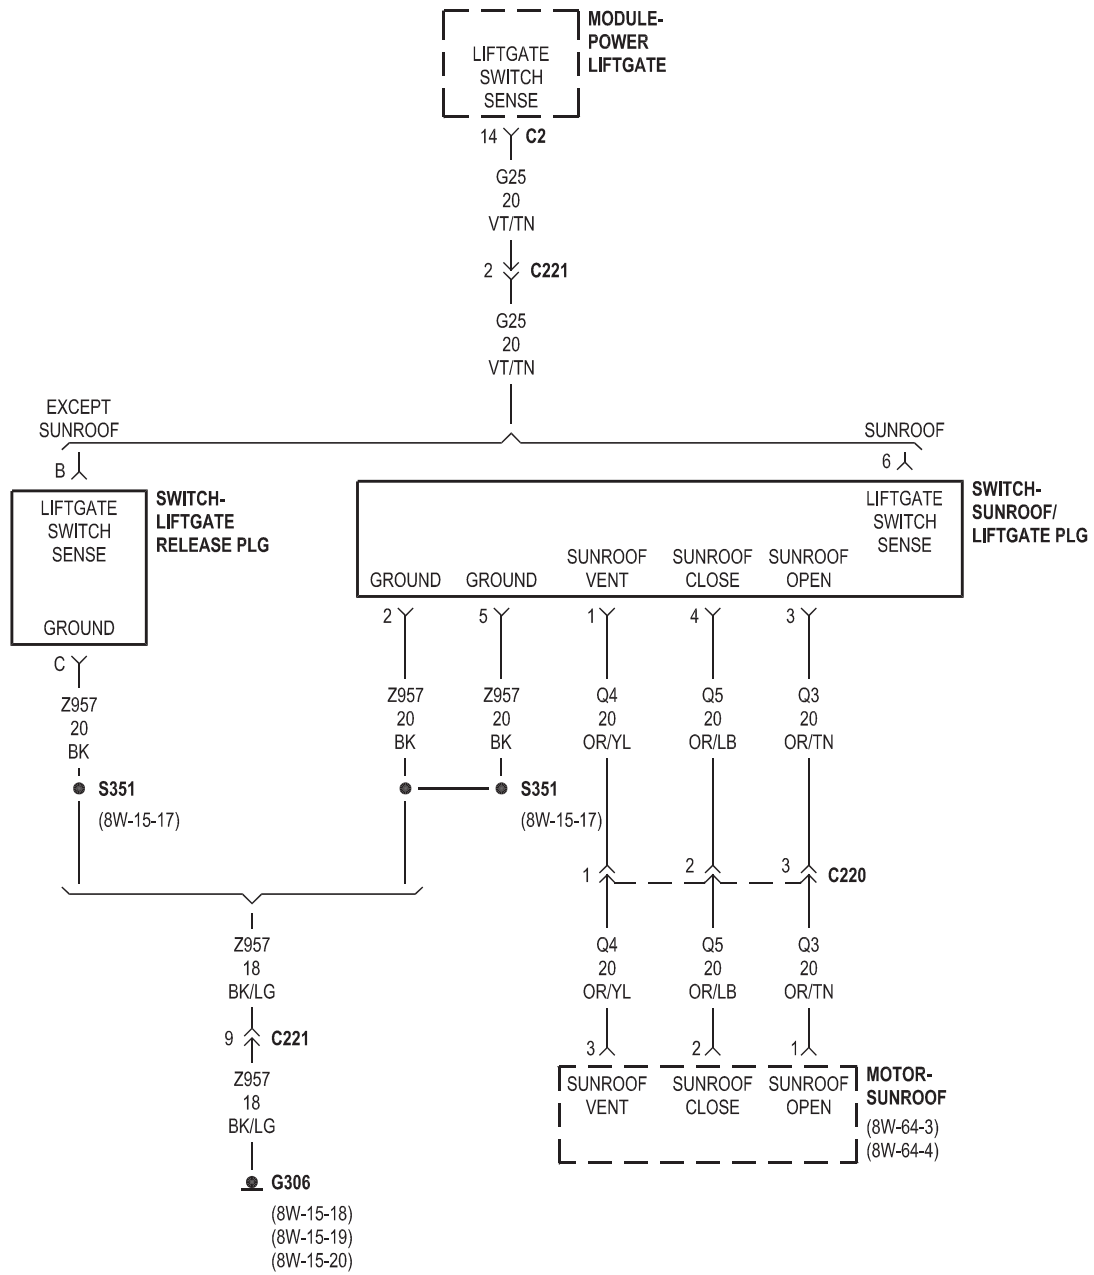 MODULE-
POWER
LIFTGATE
LIFTGATE
SWITCH
SENSE
14 C2
G25
20
VT/TN
2 C221
G25
20
VT/TN
EXCEPT
SUNROOF
SUNROOF
B
6
LIFTGATE
SWITCH
SENSE
GROUND
SWITCH-
LIFTGATE
RELEASE PLG
LIFTGATE
SWITCH
SENSE
SWITCH-
SUNROOF/
LIFTGATE PLG
GROUND
GROUND
SUNROOF
VENT
SUNROOF
CLOSE
SUNROOF
OPEN
C
2
5
1
4
3
Z957
20
BK
Z957
20
BK
Z957
20
BK
Q4
20
OR/YL
Q5
20
OR/LB
Q3
20
OR/TN
S351
(8W-15-17)
S351
(8W-15-17)
1
2
3
C220
Z957
18
BK/LG
Q4
20
OR/YL
Q5
20
OR/LB
Q3
20
OR/TN
9 C221
3
2
1
Z957
18
BK/LG
SUNROOF
VENT
SUNROOF
CLOSE
SUNROOF
OPEN
MOTOR-
SUNROOF
(8W-64-3)
(8W-64-4)
G306
(8W-15-18)
(8W-15-19)
(8W-15-20)